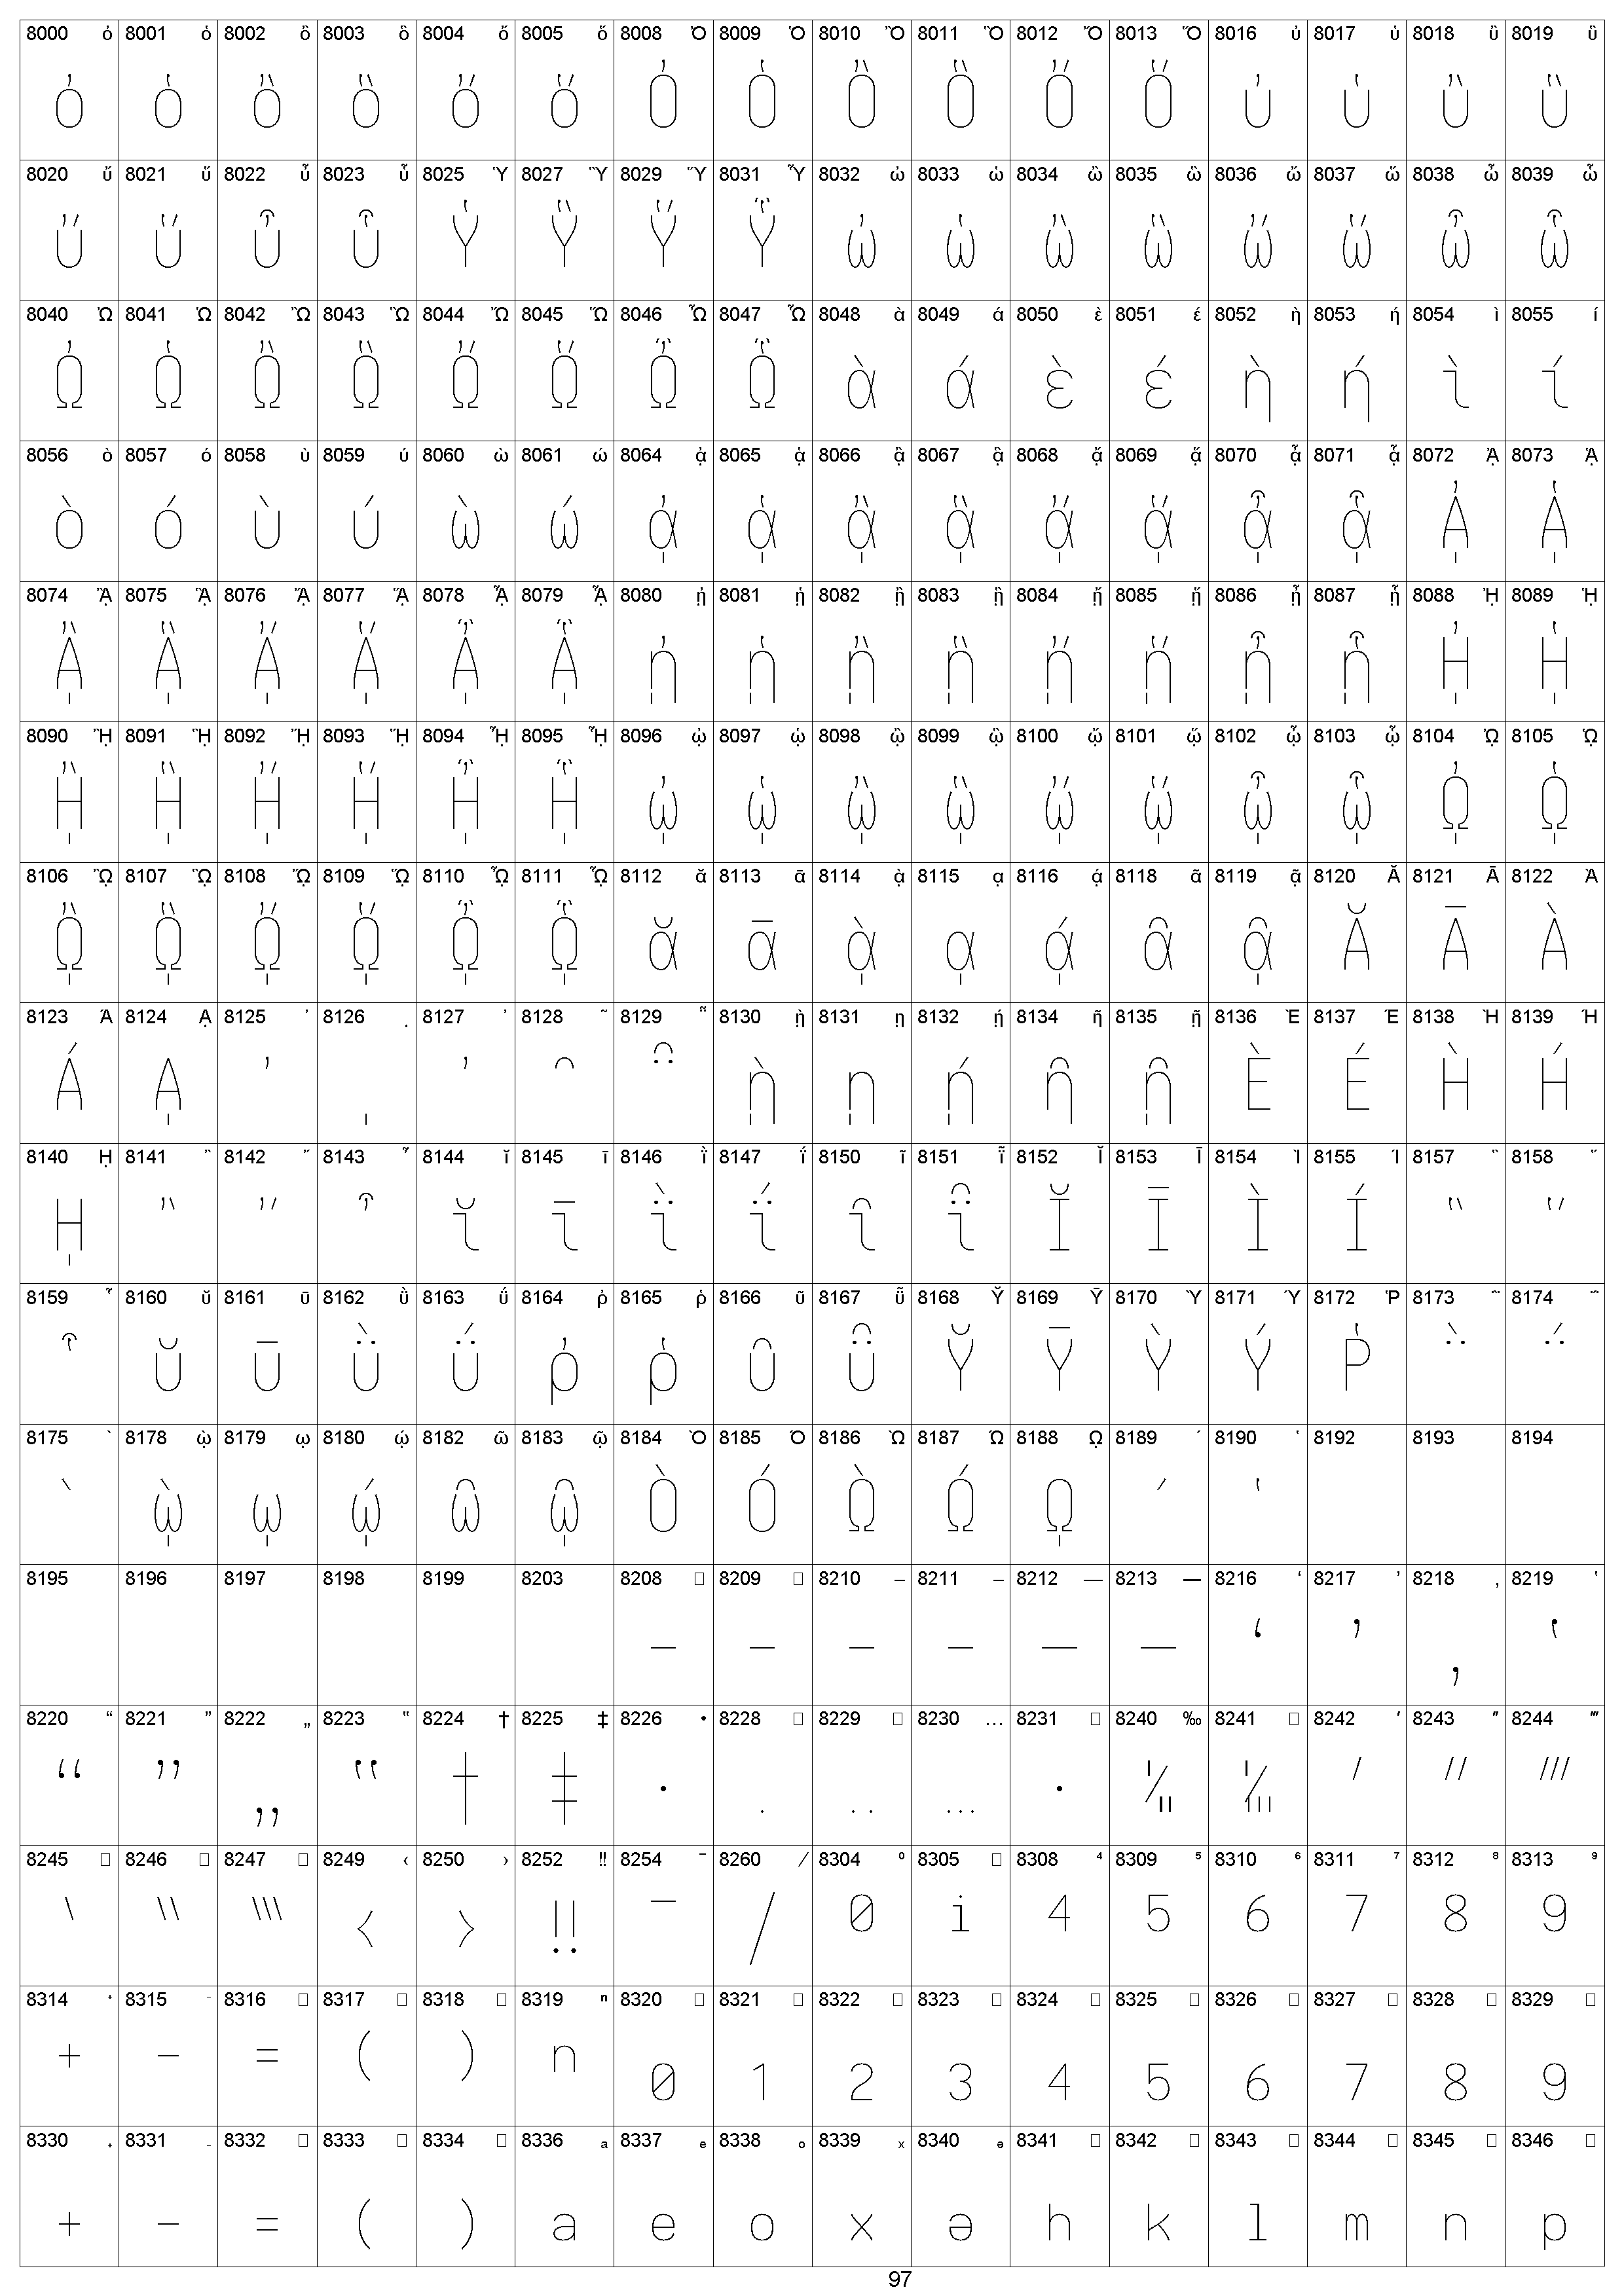 8000 ὀ 8001 ὁ 8002 ὂ 8003 ὃ 8004 ὄ 8005 ὅ 8008 Ὀ 8009 Ὁ 8010 Ὂ 8011 Ὃ 8012 Ὄ 8013 Ὅ 8016 ὐ 8017 ὑ 8018 ὒ 8019 ὓ
ὀ ὁ ὂ ὃ ὄ ὅ Ὀ Ὁ Ὂ Ὃ Ὄ Ὅ ὐ ὑ ὒ ὓ
8020 ὔ 8021 ὕ 8022 ὖ 8023 ὗ 8025 Ὑ 8027 Ὓ 8029 Ὕ 8031 Ὗ 8032 ὠ 8033 ὡ 8034 ὢ 8035 ὣ 8036 ὤ 8037 ὥ 8038 ὦ 8039 ὧ
ὔ ὕ ὖ ὗ Ὑ Ὓ Ὕ Ὗ ὠ ὡ ὢ ὣ ὤ ὥ ὦ ὧ
8040 Ὠ 8041 Ὡ 8042 Ὢ 8043 Ὣ 8044 Ὤ 8045 Ὥ 8046 Ὦ 8047 Ὧ 8048 ὰ 8049 ά 8050 ὲ 8051 έ 8052 ὴ 8053 ή 8054 ὶ 8055 ί
Ὠ Ὡ Ὢ Ὣ Ὤ Ὥ Ὦ Ὧ ὰ ά ὲ έ ὴ ή ὶ ί
8056 ὸ 8057 ό 8058 ὺ 8059 ύ 8060 ὼ 8061 ώ 8064 ᾀ 8065 ᾁ 8066 ᾂ 8067 ᾃ 8068 ᾄ 8069 ᾅ 8070 ᾆ 8071 ᾇ 8072 ᾈ 8073 ᾉ
ὸ ό ὺ ύ ὼ ώ ᾀ ᾁ ᾂ ᾃ ᾄ ᾅ ᾆ ᾇ ᾈ ᾉ
8074 ᾊ 8075 ᾋ 8076 ᾌ 8077 ᾍ 8078 ᾎ 8079 ᾏ 8080 ᾐ 8081 ᾑ 8082 ᾒ 8083 ᾓ 8084 ᾔ 8085 ᾕ 8086 ᾖ 8087 ᾗ 8088 ᾘ 8089 ᾙ
ᾊ ᾋ ᾌ ᾍ ᾎ ᾏ ᾐ ᾑ ᾒ ᾓ ᾔ ᾕ ᾖ ᾗ ᾘ ᾙ
8090 ᾚ 8091 ᾛ 8092 ᾜ 8093 ᾝ 8094 ᾞ 8095 ᾟ 8096 ᾠ 8097 ᾡ 8098 ᾢ 8099 ᾣ 8100 ᾤ 8101 ᾥ 8102 ᾦ 8103 ᾧ 8104 ᾨ 8105 ᾩ
ᾚ ᾛ ᾜ ᾝ ᾞ ᾟ ᾠ ᾡ ᾢ ᾣ ᾤ ᾥ ᾦ ᾧ ᾨ ᾩ
8106 ᾪ 8107 ᾫ 8108 ᾬ 8109 ᾭ 8110 ᾮ 8111 ᾯ 8112 ᾰ 8113 ᾱ 8114 ᾲ 8115 ᾳ 8116 ᾴ 8118 ᾶ 8119 ᾷ 8120 Ᾰ 8121 Ᾱ 8122 Ὰ
ᾪ ᾫ ᾬ ᾭ ᾮ ᾯ ᾰ ᾱ ᾲ ᾳ ᾴ ᾶ ᾷ Ᾰ Ᾱ Ὰ
8123 Ά 8124 ᾼ 8125 ᾽ 8126 ι 8127 ᾿ 8128 ῀ 8129 ῁ 8130 ῂ 8131 ῃ 8132 ῄ 8134 ῆ 8135 ῇ 8136 Ὲ 8137 Έ 8138 Ὴ 8139 Ή
Ά ᾼ ᾽ ι ᾿ ῀ ῁ ῂ ῃ ῄ ῆ ῇ Ὲ Έ Ὴ Ή
8140 ῌ 8141 ῍ 8142 ῎ 8143 ῏ 8144 ῐ 8145 ῑ 8146 ῒ 8147 ΐ 8150 ῖ 8151 ῗ 8152 Ῐ 8153 Ῑ 8154 Ὶ 8155 Ί 8157 ῝ 8158 ῞
ῌ ῍ ῎ ῏ ῐ ῑ ῒ ΐ ῖ ῗ Ῐ Ῑ Ὶ Ί ῝ ῞
8159 ῟ 8160 ῠ 8161 ῡ 8162 ῢ 8163 ΰ 8164 ῤ 8165 ῥ 8166 ῦ 8167 ῧ 8168 Ῠ 8169 Ῡ 8170 Ὺ 8171 Ύ 8172 Ῥ 8173 ῭ 8174 ΅
῟ ῠ ῡ ῢ ΰ ῤ ῥ ῦ ῧ Ῠ Ῡ Ὺ Ύ Ῥ ῭ ΅
8175 ` 8178 ῲ 8179 ῳ 8180 ῴ 8182 ῶ 8183 ῷ 8184 Ὸ 8185 Ό 8186 Ὼ 8187 Ώ 8188 ῼ 8189 ´ 8190 ῾ 8192 8193 8194
` ῲ ῳ ῴ ῶ ῷ Ὸ Ό Ὼ Ώ ῼ ´ ῾
8195 8196 8197 8198 8199 8203 8208 □ 8209 □ 8210 ‒ 8211 – 8212 — 8213 ― 8216 ‘ 8217 ’ 8218 ‚ 8219 ‛
‐ ‑ ‒ – — ― ‘ ’ ‚ ‛
8220 “ 8221 ” 8222 „ 8223 ‟ 8224 † 8225 ‡ 8226 • 8228 □ 8229 □ 8230 … 8231 □ 8240 ‰ 8241 □ 8242 ′ 8243 ″ 8244 ‴
“ ” „ ‟ † ‡ • ․ ‥ … ‧ ‰ ‱ ′ ″ ‴
8245 □ 8246 □ 8247 □ 8249 ‹ 8250 › 8252 ‼ 8254 ‾ 8260 ⁄ 8304 ⁰ 8305 □ 8308 ⁴ 8309 ⁵ 8310 ⁶ 8311 ⁷ 8312 ⁸ 8313 ⁹
‵ ‶ ‷ ‹ › ‼ ‾ ⁄ ⁰ ⁱ ⁴ ⁵ ⁶ ⁷ ⁸ ⁹
8314 ⁺ 8315 ⁻ 8316 □ 8317 □ 8318 □ 8319 ⁿ 8320 □ 8321 □ 8322 □ 8323 □ 8324 □ 8325 □ 8326 □ 8327 □ 8328 □ 8329 □
⁺ ⁻ ⁼ ⁽ ⁾ ⁿ ₀ ₁ ₂ ₃ ₄ ₅ ₆ ₇ ₈ ₉
8330 ₊ 8331 ₋ 8332 □ 8333 □ 8334 □ 8336 ₐ 8337 ₑ 8338 ₒ 8339 ₓ 8340 ₔ 8341 □ 8342 □ 8343 □ 8344 □ 8345 □ 8346 □
₊ ₋ ₌ ₍ ₎ ₐ ₑ ₒ ₓ ₔ ₕ ₖ ₗ ₘ ₙ ₚ
97